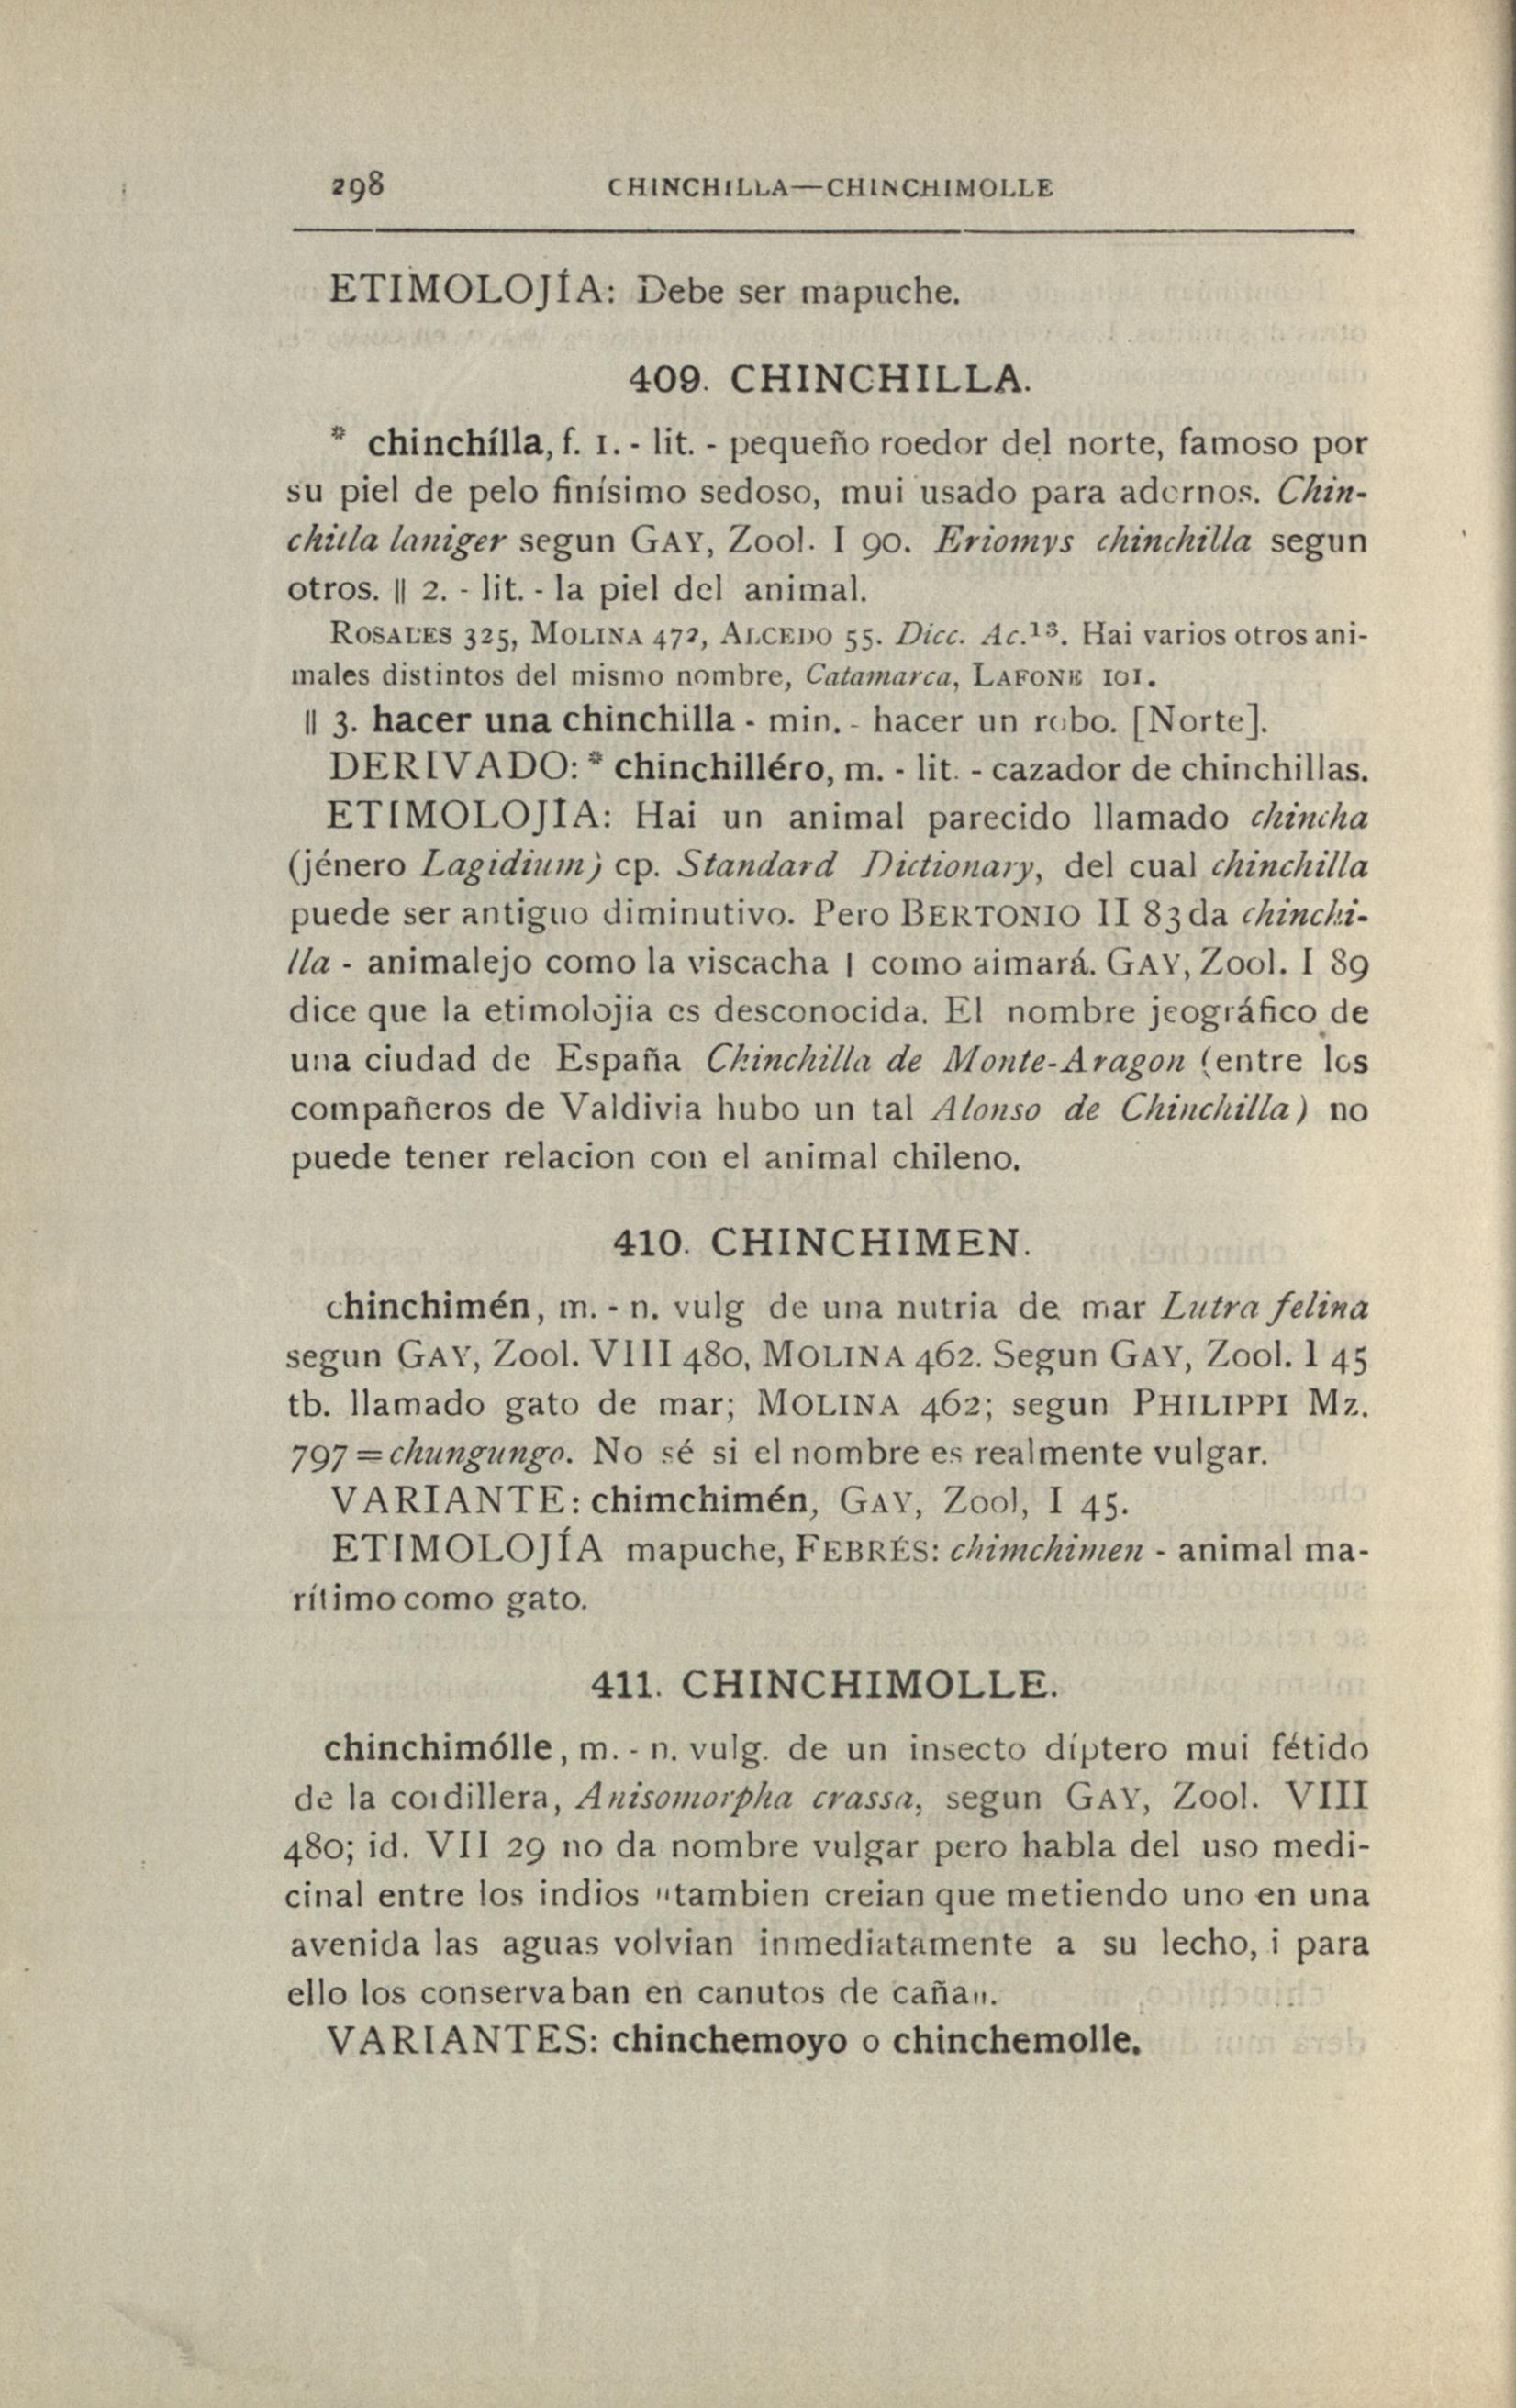 298 CHINCHILLA—CHINCHIMOLLE
ETIMOLOJÍA: Debe ser mapuche.
409. CHINCHILLA.
* chinchílla, f. 1. - lit. - pequeño roedor del norte, famoso por
su piel de pelo finísimo sedoso, mui usado para adornos. Chin-
chilla laniger segun GAY, Zool. I 90. Eriomys chinchilla segun
otros. || 2. - lit. - la piel del animal.
ROSALES 325, MOLINA 472, ALCEDO 55. Dicc. Ac.¹³. Hai varios otros ani-
males distintos del mismo nombre, Catamarca, LAFONE 101.
|| 3. hacer una chinchilla - min. - hacer un robo. [Norte].
DERIVADO: * chinchilléro, m. - lit. - cazador de chinchillas.
ETIMOLOJÍA: Hai un animal parecido llamado chincha
(jénero Lagidium) cp. Standard Dictionary, del cual chinchilla
puede ser antiguo diminutivo. Pero BERTONIO II 83 da chinchi-
lla - animalejo como la viscacha | como aimará. GAY, Zool. I 89
dice que la etimolojia es desconocida. El nombre jeográfico de
una ciudad de España Chinchilla de Monte-Aragon (entre los
compañeros de Valdivia hubo un tal Alonso de Chinchilla) no
puede tener relacion con el animal chileno.
410. CHINCHIMEN.
chinchimén, m. - n. vulg de una nutria de mar Lutra felina
segun GAY, Zool. VIII 480, MOLINA 462. Segun GAY, Zool. I 45
tb. llamado gato de mar; MOLINA 462; segun PHILIPPI Mz.
797 = chungungo. No sé si el nombre es realmente vulgar.
VARIANTE: chimchimén, GAY, Zool, I 45.
ETIMOLOJÍA mapuche, FEBRÉS: chimchimen - animal ma-
rítimo como gato.
411. CHINCHIMOLLE.
chinchimólle, m. - n. vulg. de un insecto díptero mui fétido
de la cordillera, Anisomorpha crassa, segun GAY, Zool. VIII
480; id. VII 29 no da nombre vulgar pero habla del uso medi-
cinal entre los indios "tambien creian que metiendo uno en una
avenida las aguas volvian inmediatamente a su lecho, i para
ello los conservaban en canutos de caña".
VARIANTES: chinchemoyo o chinchemolle.